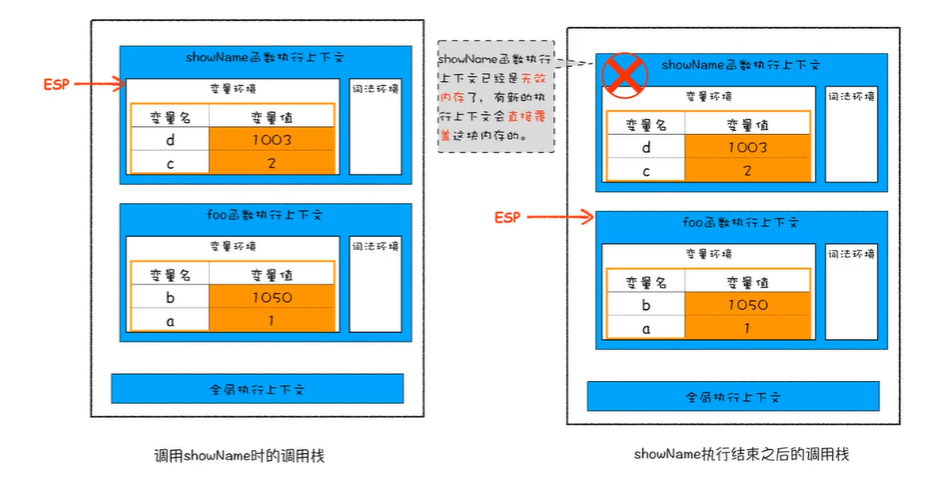 showName函数执行上下文
ESP
变量环境
词法环境
变量名 变量值
d 1003
c 2
foo函数执行上下文
变量环境
词法环境
变量名 变量值
b 1050
a 1
全局执行上下文
调用showName时的调用栈
showName函数执行
上下文已经是无效
内存了，有新的执
行上下文会直接覆
盖这块内存的。
showName函数执行上下文
变量环境
词法环境
变量名 变量值
d 1003
c 2
ESP
foo函数执行上下文
变量环境
词法环境
变量名 变量值
b 1050
a 1
全局执行上下文
showName执行结束之后的调用栈